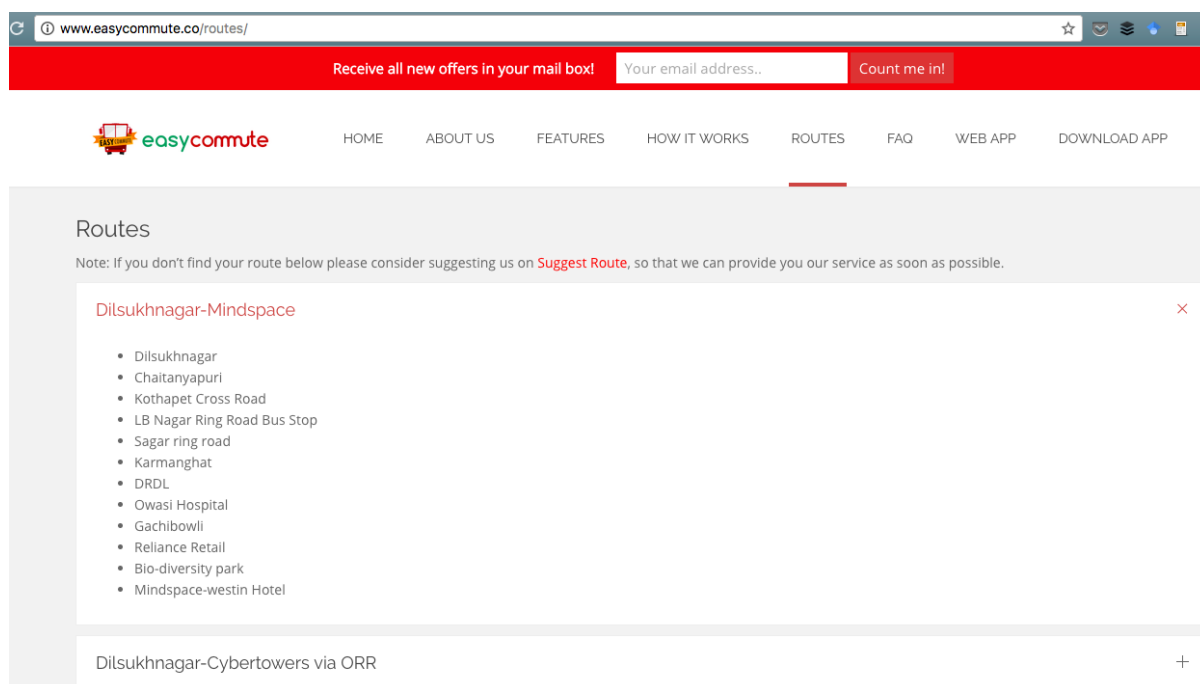 www.easycommute.co/routes/
Receive all new offers in your mail box! Your email address.. Count me in!
EASY COMMUTE easycommute HOME ABOUT US FEATURES HOW IT WORKS ROUTES FAQ WEB APP DOWNLOAD APP
Routes
Note: If you don't find your route below please consider suggesting us on Suggest Route, so that we can provide you our service as soon as possible.
Dilsukhnagar-Mindspace
Dilsukhnagar
Chaitanyapuri
Kothapet Cross Road
LB Nagar Ring Road Bus Stop
Sagar ring road
Karmanghat
DRDL
Owasi Hospital
Gachibowli
Reliance Retail
Bio-diversity park
Mindspace-westin Hotel
Dilsukhnagar-Cybertowers via ORR